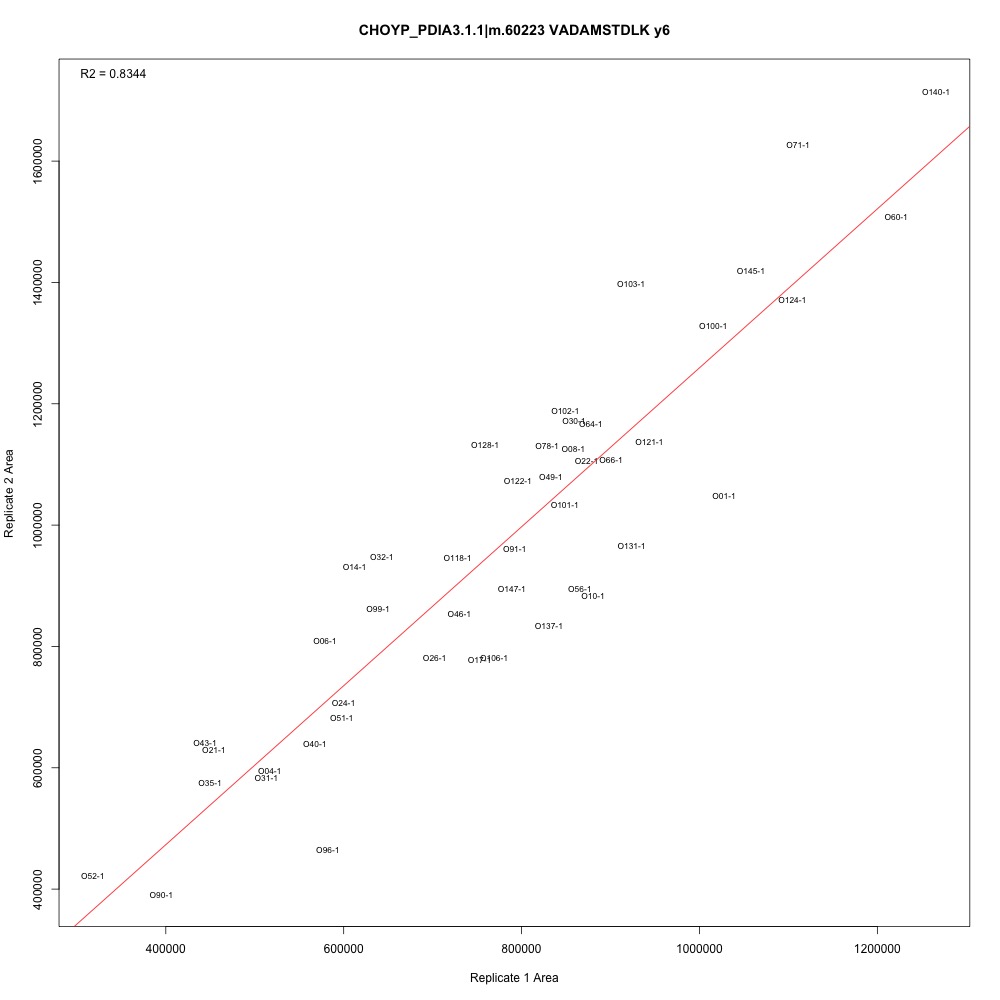 CHOYP_PDIA3.1.1|m.60223 VADAMSTDLK y6
R2 = 0.8344
O140-1
O71-1
O60-1
O145-1
O103-1
O124-1
O100-1
O102-1
O30-1
O64-1
O128-1
O78-1
O08-1
O121-1
O22-1
O66-1
O122-1
O49-1
O01-1
O101-1
O131-1
O91-1
O32-1
O118-1
O14-1
O147-1
O56-1
O10-1
O99-1
O46-1
O137-1
O06-1
O26-1
O17-1
O106-1
O24-1
O51-1
O43-1
O40-1
O21-1
O04-1
O31-1
O35-1
O96-1
O52-1
O90-1
Replicate 2 Area
400000
600000
800000
1000000
1200000
1400000
1600000
400000
600000
800000
1000000
1200000
Replicate 1 Area